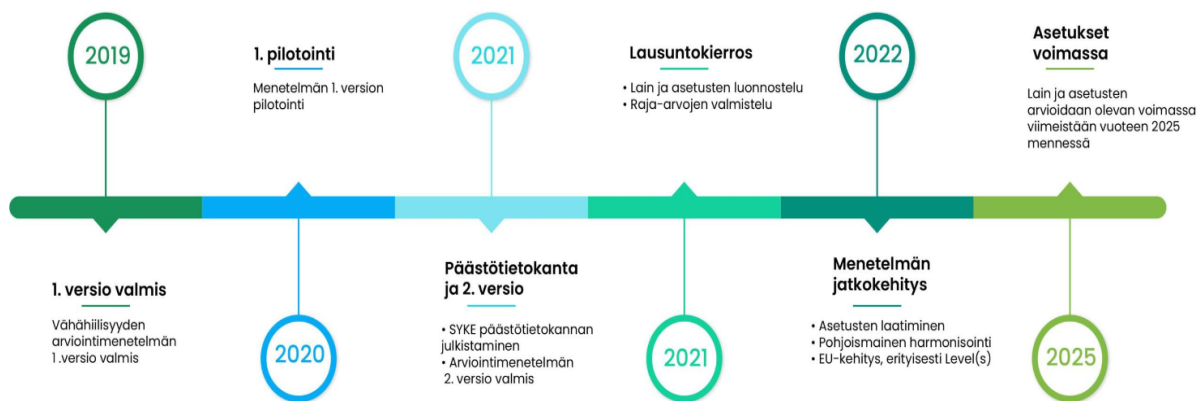 2019
1. versio valmis
Vähähiilisyyden
arviointimenetelmän
1 .versio valmis
1. pilotointi
Menetelmän 1. version
pilotointi
2020
2021
Päästötietokanta
ja 2. versio
• SYKE päästötietokannan
julkistaminen
• Arviointimenetelmän
2. versio valmis
Lausuntokierros
• Lain ja asetusten luonnostelu
• Raja-arvojen valmistelu
2021
2022
Menetelmän
jatkokehitys
• Asetusten laatiminen
• Pohjoismainen harmonisointi
• EU-kehitys, erityisesti Level(s)
Asetukset
voimassa
Lain ja asetusten
arvioidaan olevan voimassa
viimeistään vuoteen 2025
mennessä
2025